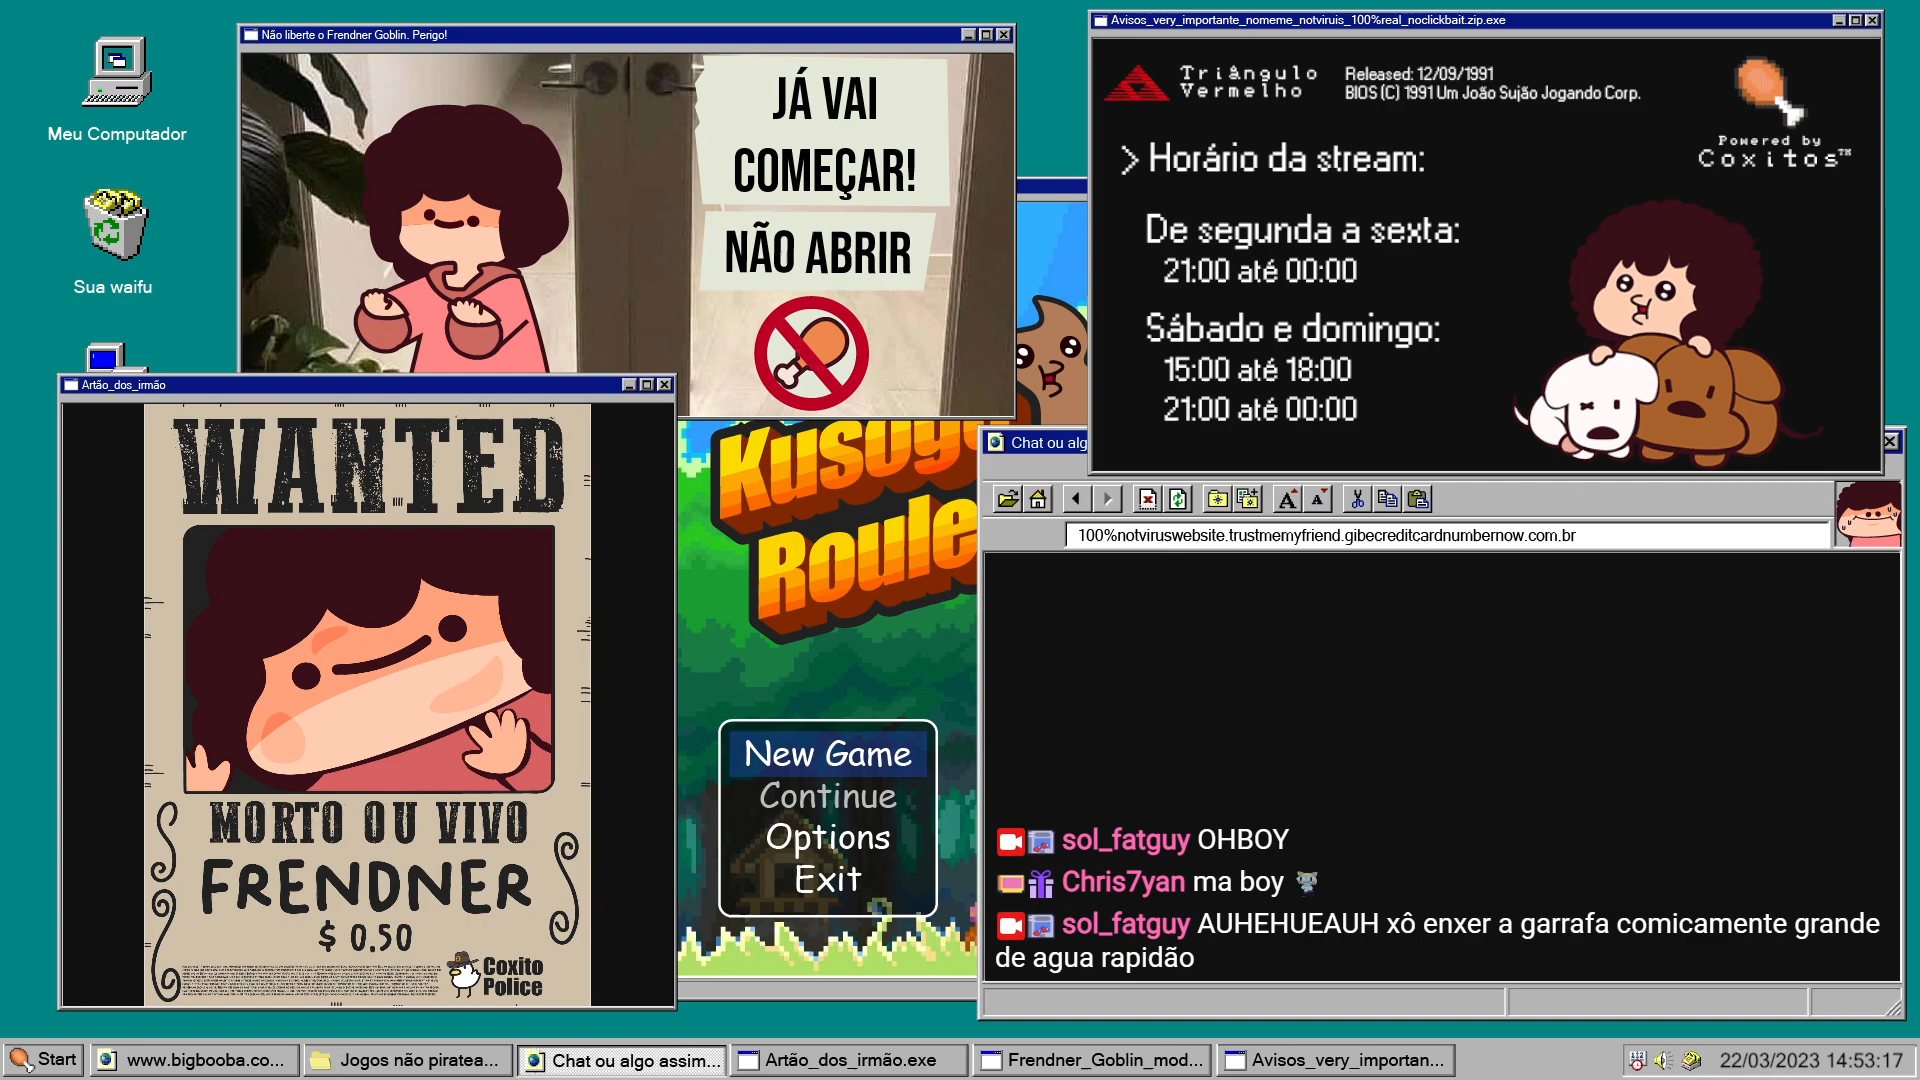 Meu Computador
Sua waifu
Não liberte o Frendner Goblin. Perigo!
JÁ VAI
COMEÇAR!
NÃO ABRIR
Avisos_very_importante_nomeme_notviruis_100%real_noclickbait.zip.exe
Triângulo
Vermelho
Released: 12/09/1991
BIOS (C) 1991 Um João Sujão Jogando Corp.
Powered by
Coxitos™
> Horário da stream:
De segunda a sexta:
21:00 até 00:00
Sábado e domingo:
15:00 até 18:00
21:00 até 00:00
Artão_dos_irmão
WANTED
MORTO OU VIVO
FRENDNER
$ 0.50
Coxito
Police
Kusoge
Roule
New Game
Continue
Options
Exit
Chat ou alg
100%notviruswebsite.trustmemyfriend.gibecreditcardnumbernow.com.br
sol_fatguy OHBOY
Chris7yan ma boy
sol_fatguy AUHEHUEAUH xô enxer a garrafa comicamente grande
de agua rapidão
Start
www.bigbooba.co...
Jogos não piratea...
Chat ou algo assim...
Artão_dos_irmão.exe
Frendner_Goblin_mod...
Avisos_very_importan...
22/03/2023 14:53:17